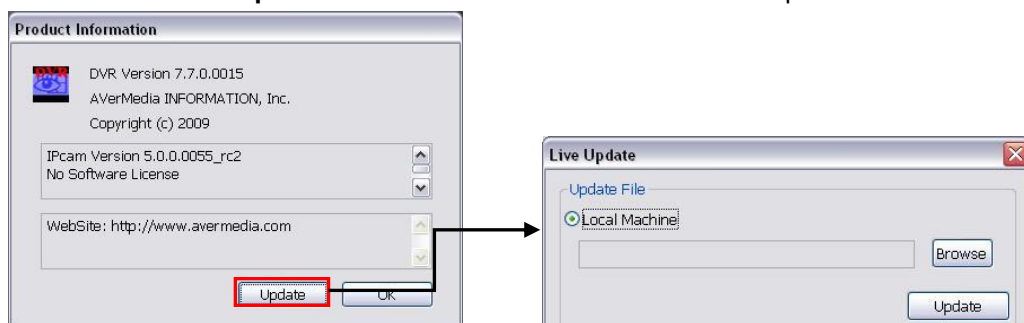 Product Information
DVR
DVR Version 7.7.0.0015
AVerMedia INFORMATION, Inc.
Copyright (c) 2009
IPcam Version 5.0.0.0055_rc2
No Software License
WebSite: http://www.avermedia.com
Update
OK
Live Update
Update File
Local Machine
Browse
Update